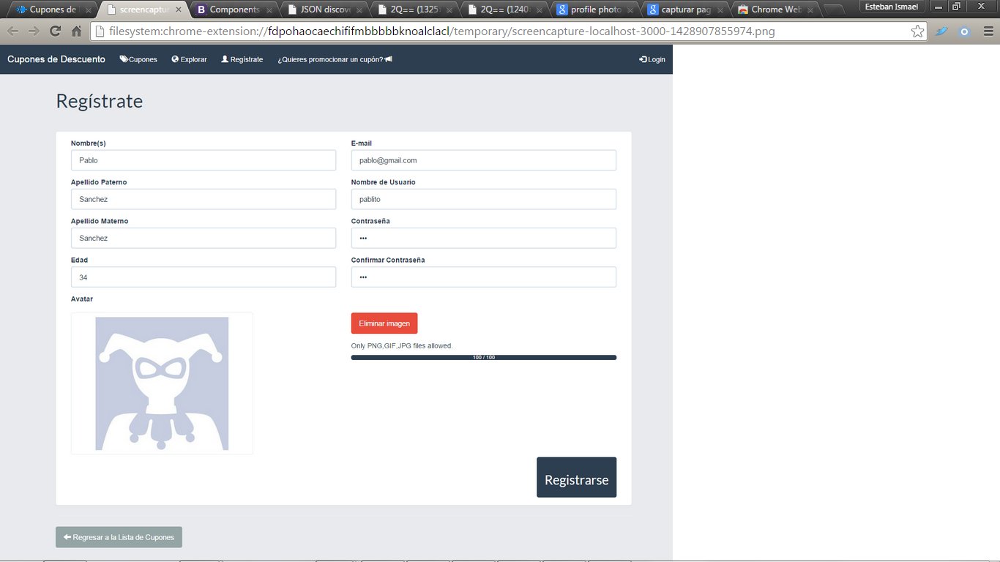 Cupones de
screencaptur
Components
JSON discov
2Q== (1325
2Q== (1240
profile photo
capturar pag
Chrome Web
Esteban Ismael
filesystem:chrome-extension://fdpohaocaechififmbbbbbknoalclacl/temporary/screencapture-localhost-3000-1428907855974.png
Cupones de Descuento Cupones Explorar Regístrate ¿Quieres promocionar un cupón? Login
Regístrate
Nombre(s)
Pablo
E-mail
pablo@gmail.com
Apellido Paterno
Sanchez
Nombre de Usuario
pablito
Apellido Materno
Sanchez
Contraseña
•••
Edad
34
Confirmar Contraseña
•••
Avatar
Eliminar imagen
Only PNG,GIF,JPG files allowed.
100 / 100
Registrarse
Regresar a la Lista de Cupones